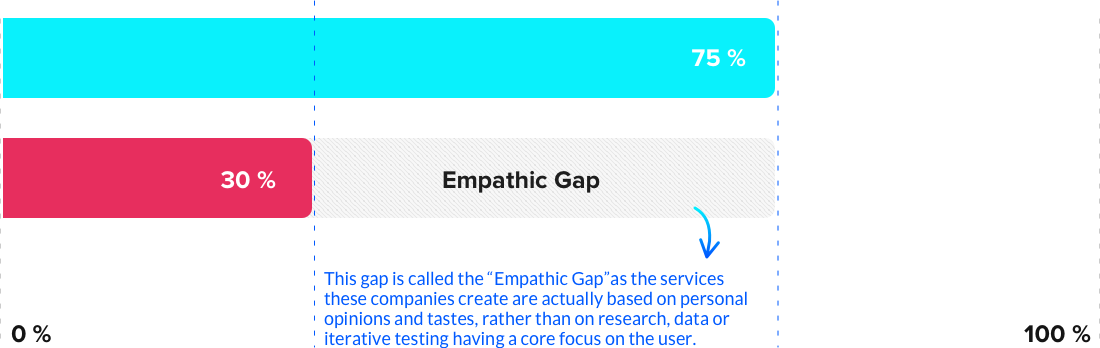 75 %
30 %
Empathic Gap
This gap is called the “Empathic Gap”as the services
these companies create are actually based on personal
opinions and tastes, rather than on research, data or
iterative testing having a core focus on the user.
0 %
100 %